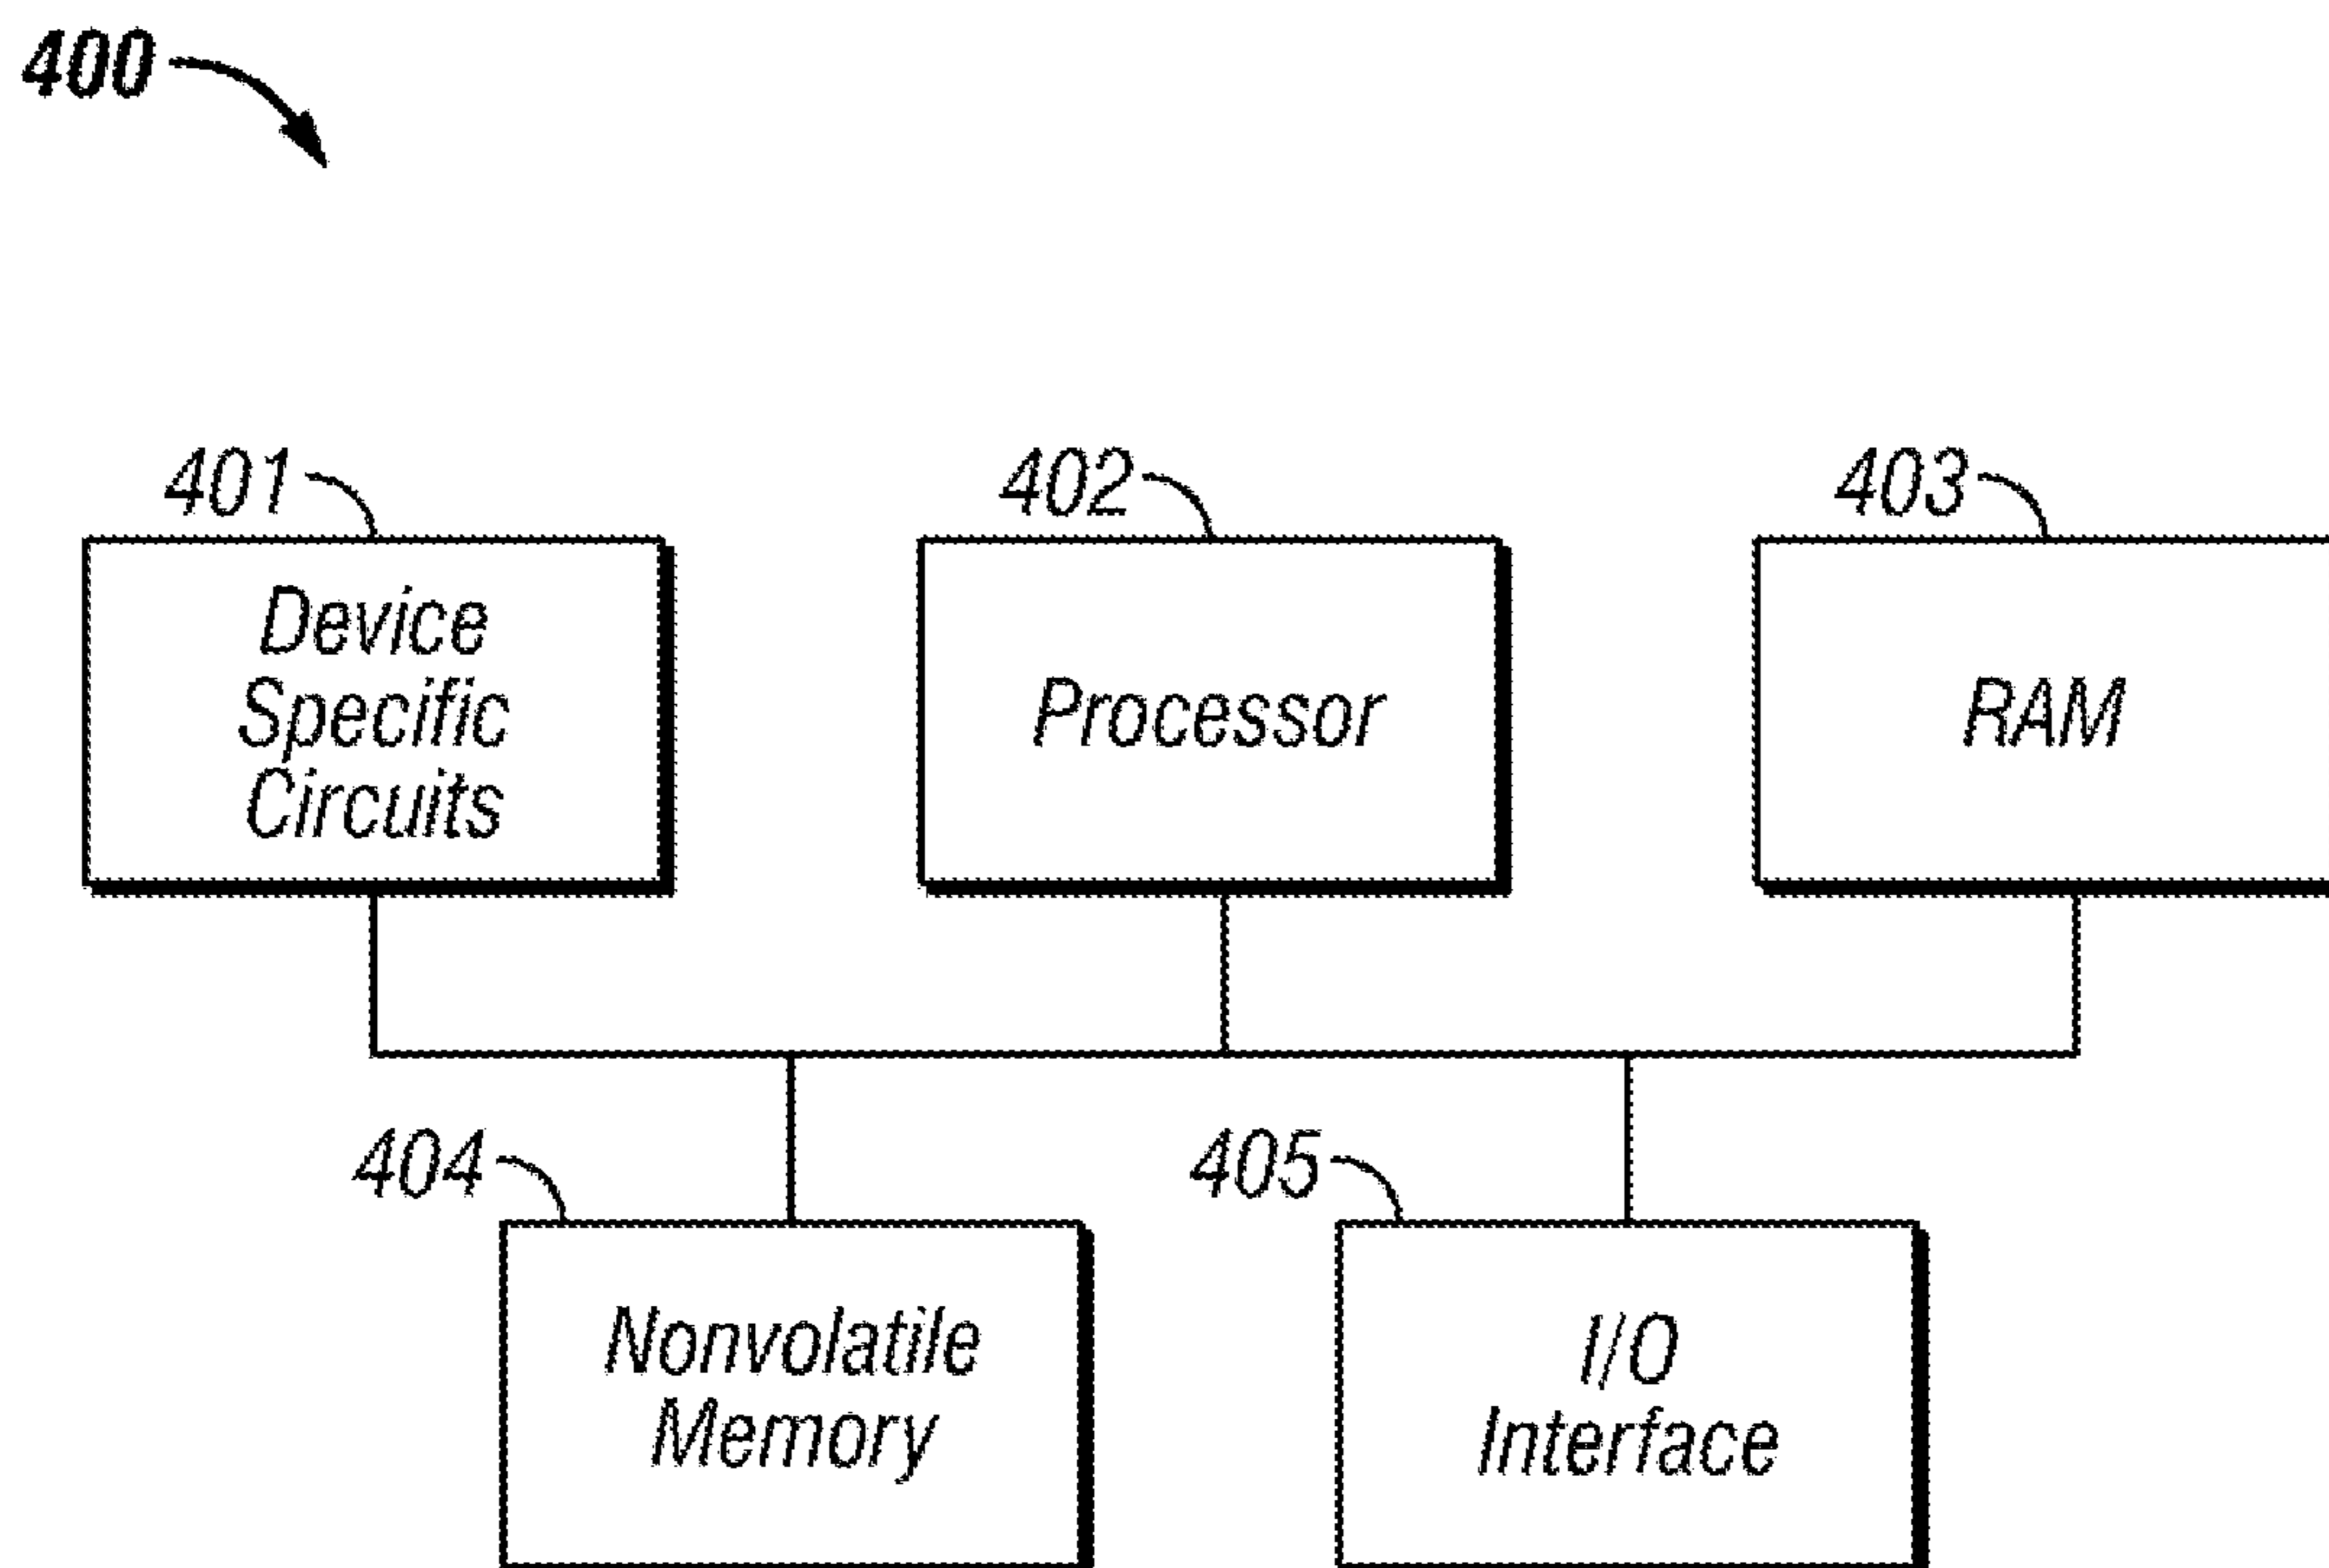 400
401
402
403
Device
Specific
Circuits
Processor
RAM
404
405
Nonvolatile
Memory
I/O
Interface